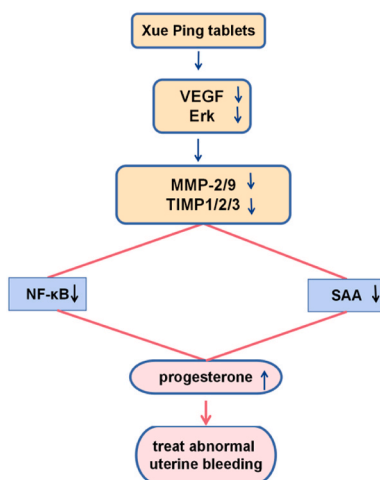 Xue Ping tablets
VEGF ↓
Erk ↓
MMP-2/9 ↓
TIMP1/2/3 ↓
NF-κB ↓
SAA ↓
progesterone ↑
treat abnormal
uterine bleeding